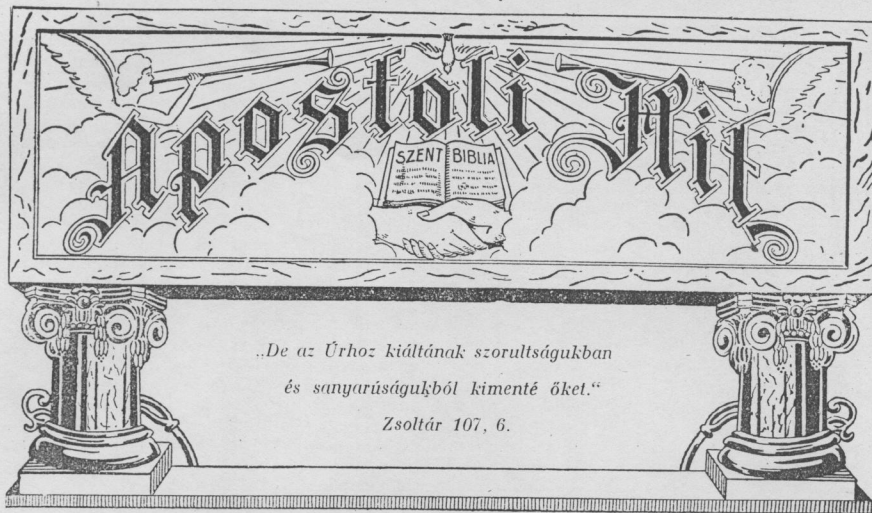 Apostoli Hit
SZENT BIBLIA
„De az Úrhoz kiáltának szorultságukban
és sanyarúságukból kimenté őket.“
Zsoltár 107, 6.